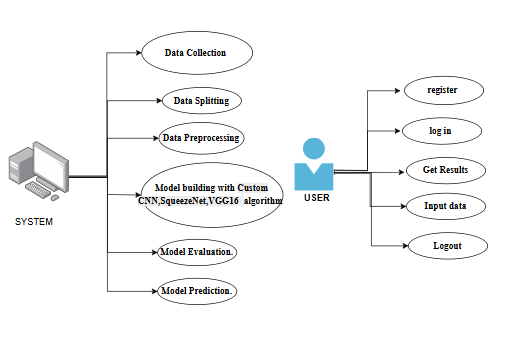 Data Collection
Data Splitting
Data Preprocessing
Model building with Custom
CNN,SqueezeNet,VGG16 algorithm
Model Evaluation.
Model Prediction.
SYSTEM
register
log in
Get Results
Input data
Logout
USER